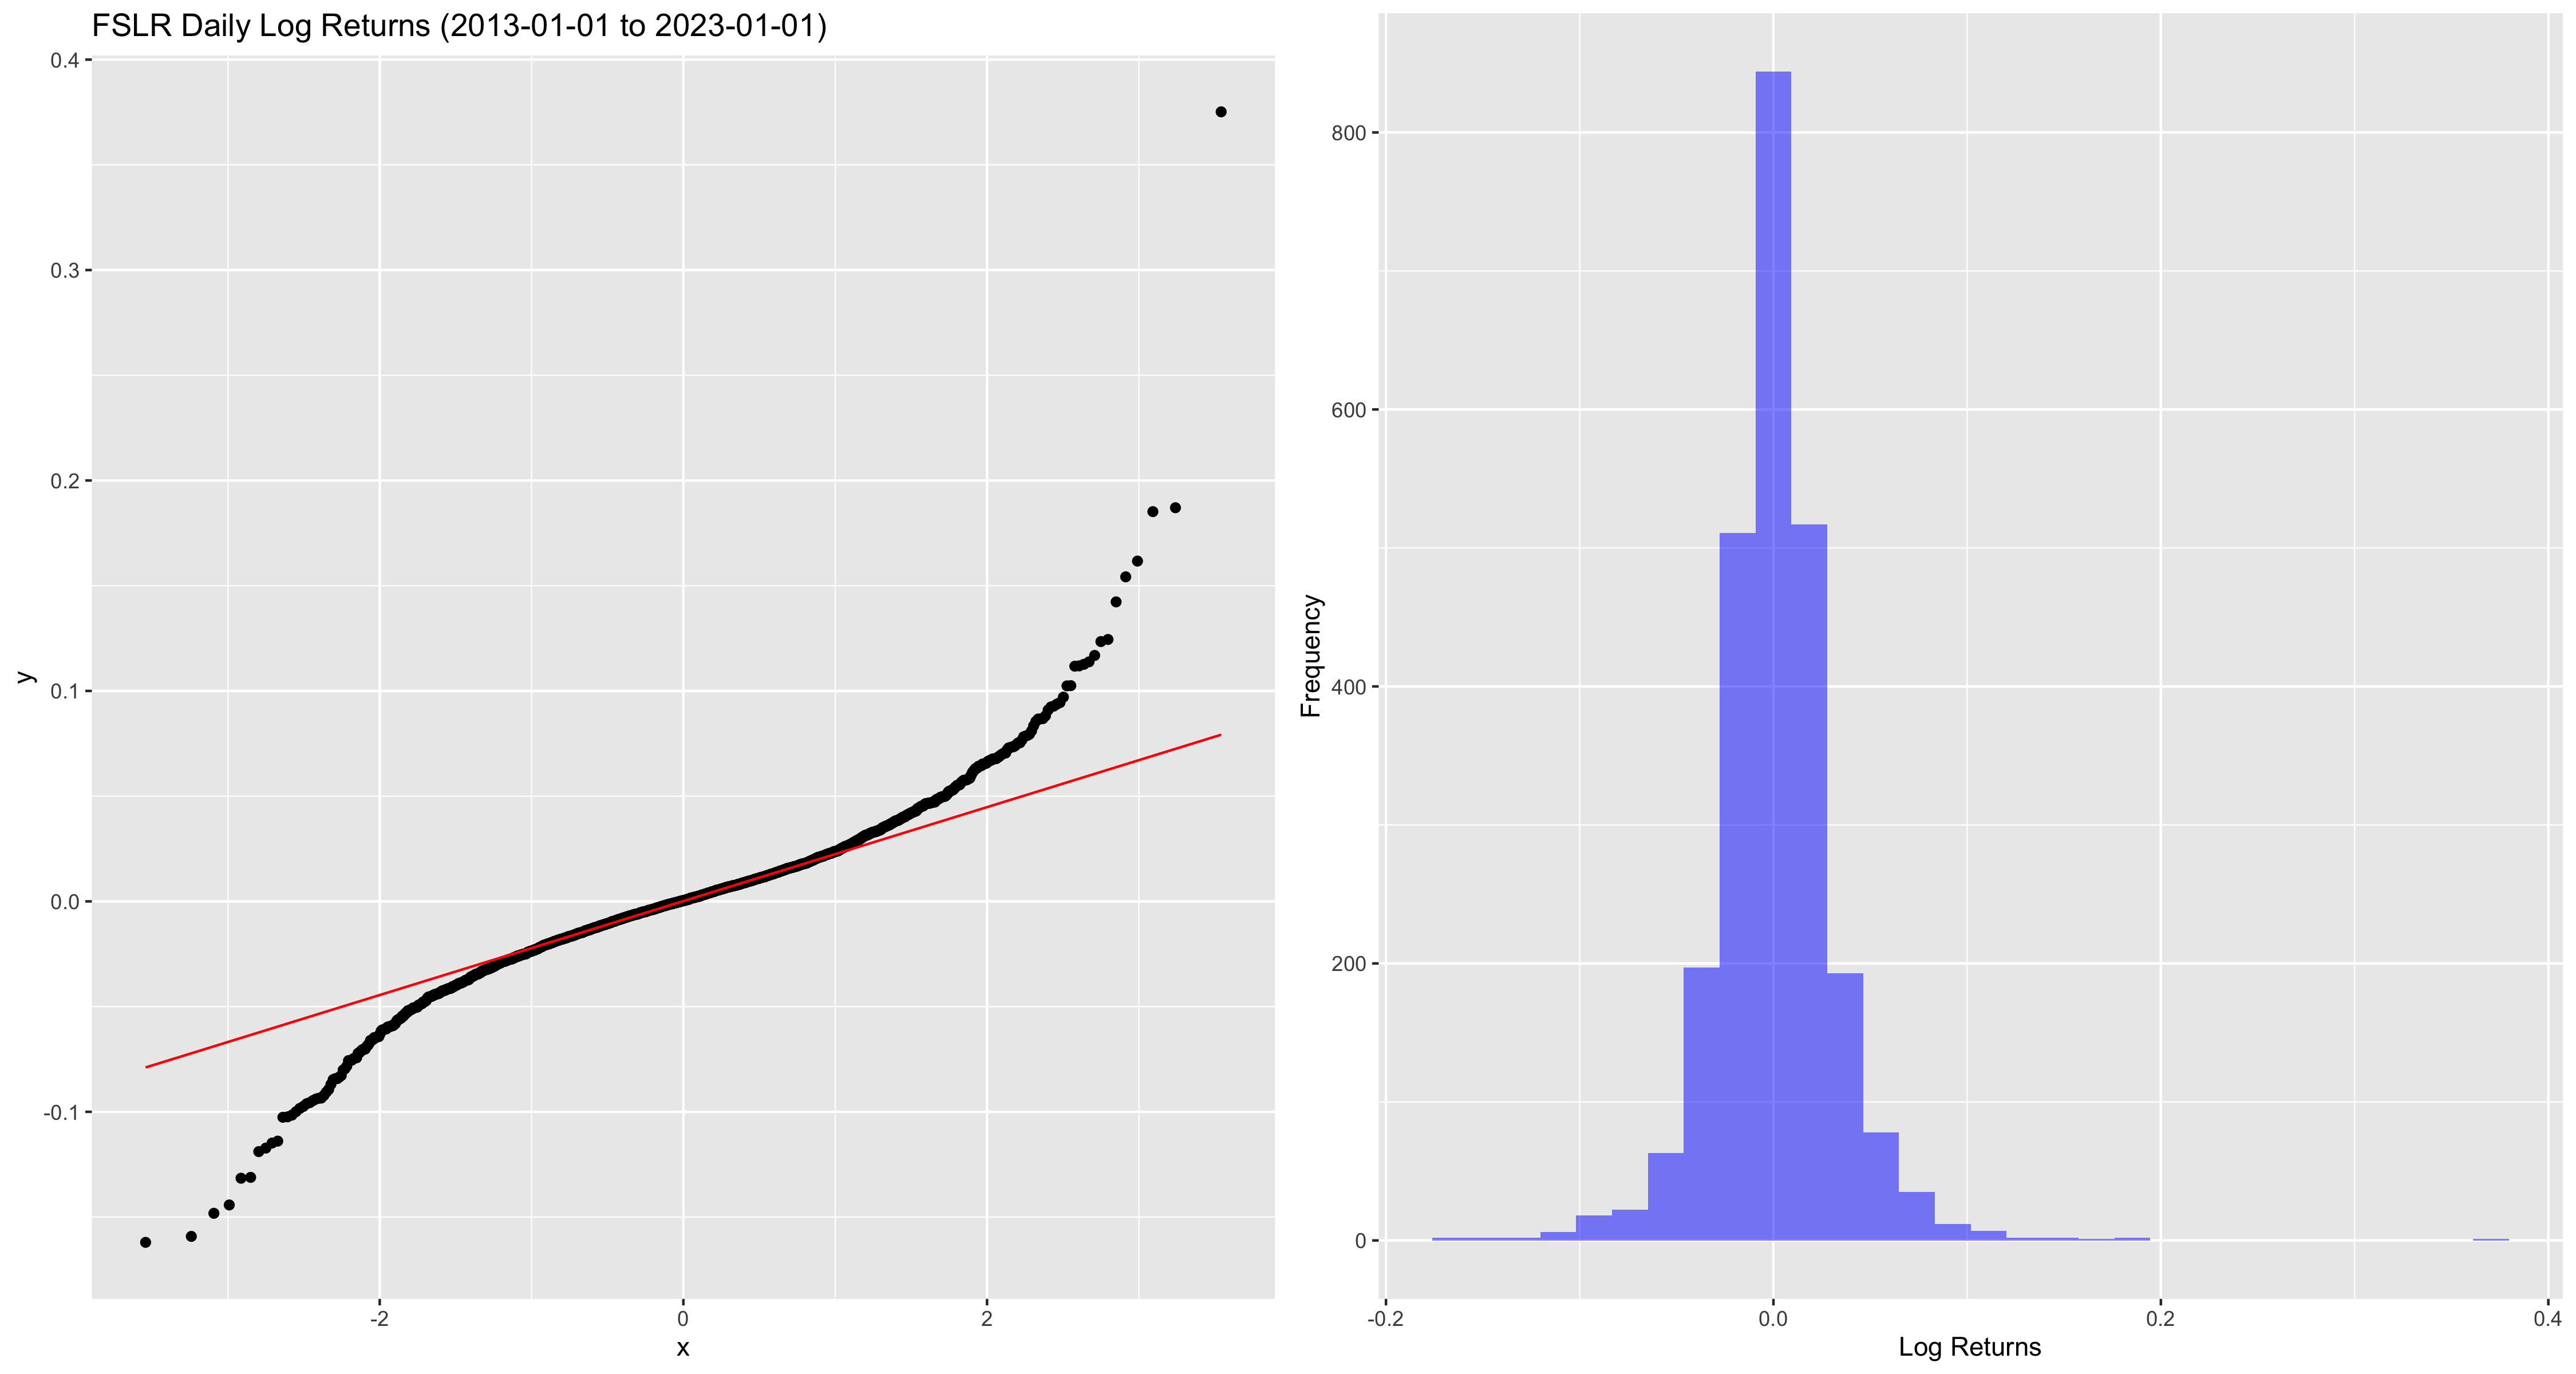 FSLR Daily Log Returns (2013-01-01 to 2023-01-01)
0.4
0.3
0.2
0.1
0.0
-0.1
y
-2 0 2
x
800
600
400
200
0
Frequency
-0.2 0.0 0.2 0.4
Log Returns